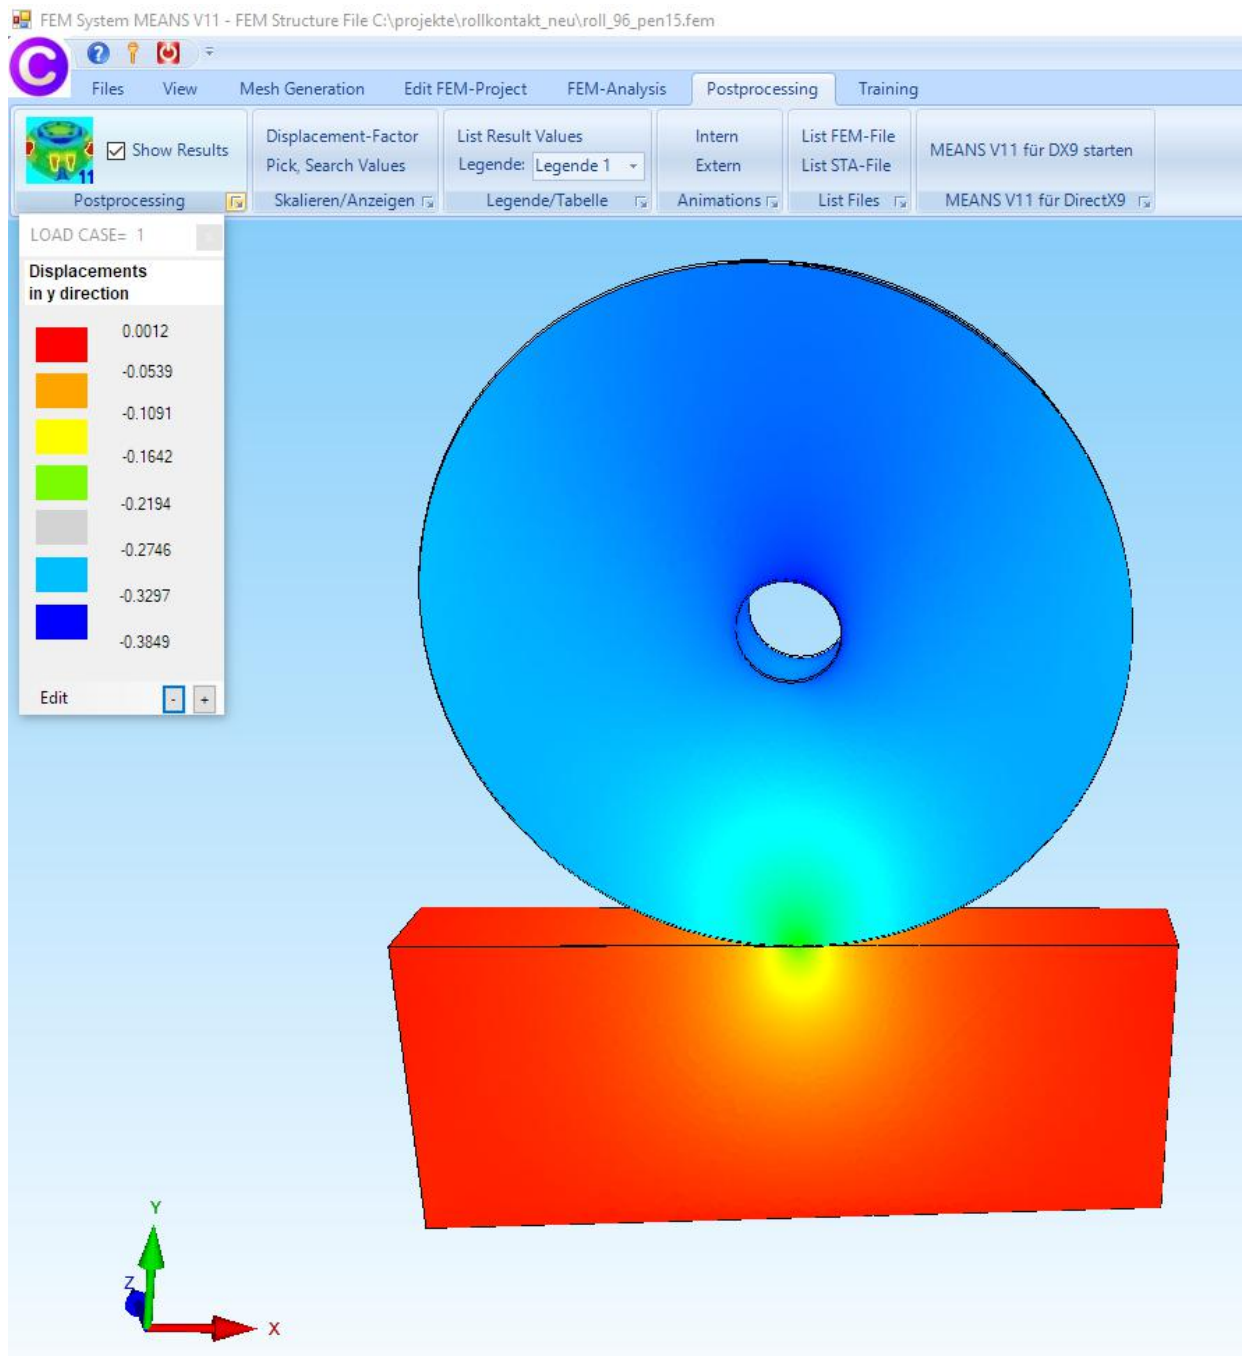 FEM System MEANS V11 - FEM Structure File C:\projekte\rollkontakt_neu\roll_96_pen15.fem
C ?
Files View Mesh Generation Edit FEM-Project FEM-Analysis Postprocessing Training
11
Show Results
Postprocessing
Displacement-Factor
Pick, Search Values
Skalieren/Anzeigen
List Result Values
Legende: Legende 1
Legende/Tabelle
Intern
Extern
Animations
List FEM-File
List STA-File
List Files
MEANS V11 für DX9 starten
MEANS V11 für DirectX9
LOAD CASE= 1
Displacements
in y direction
0.0012
-0.0539
-0.1091
-0.1642
-0.2194
-0.2746
-0.3297
-0.3849
Edit - +
Y
Z
X